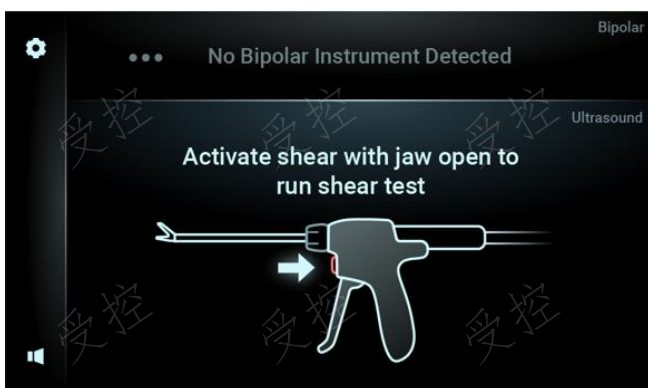 Bipolar
No Bipolar Instrument Detected
Ultrasound
Activate shear with jaw open to
run shear test
受控
受控
受控
受控
受控
受控